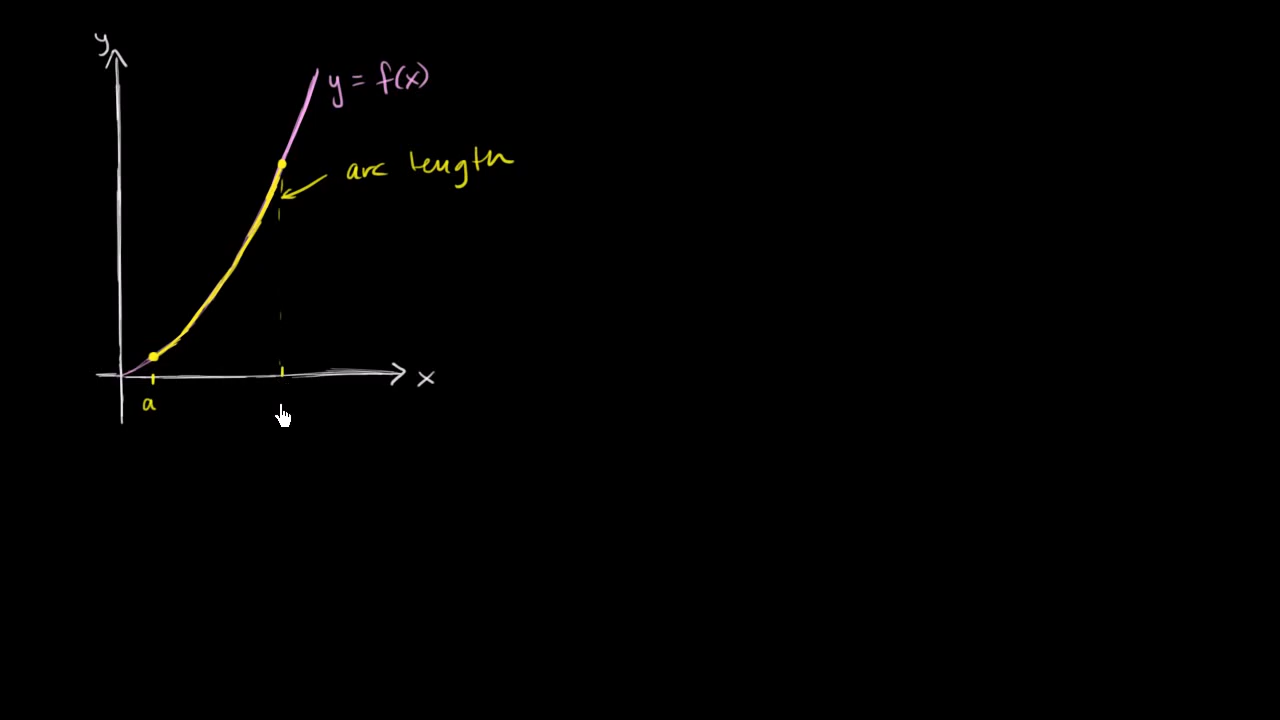 y
y = f(x)
arc length
x
a